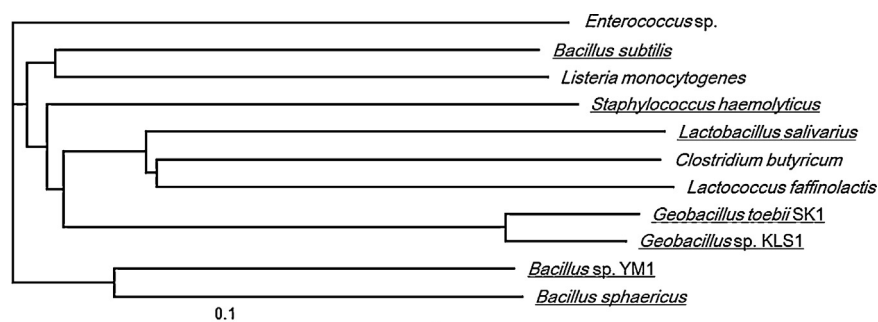 Enterococcus sp.
Bacillus subtilis
Listeria monocytogenes
Staphylococcus haemolyticus
Lactobacillus salivarius
Clostridium butyricum
Lactococcus faffinolactis
Geobacillus toebii SK1
Geobacillus sp. KLS1
Bacillus sp. YM1
Bacillus sphaericus
0.1